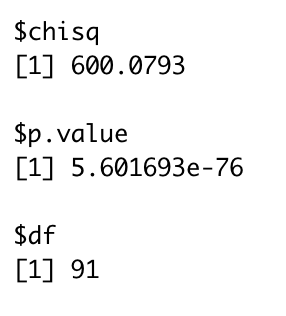 $chisq
[1] 600.0793
$p.value
[1] 5.601693e-76
$df
[1] 91